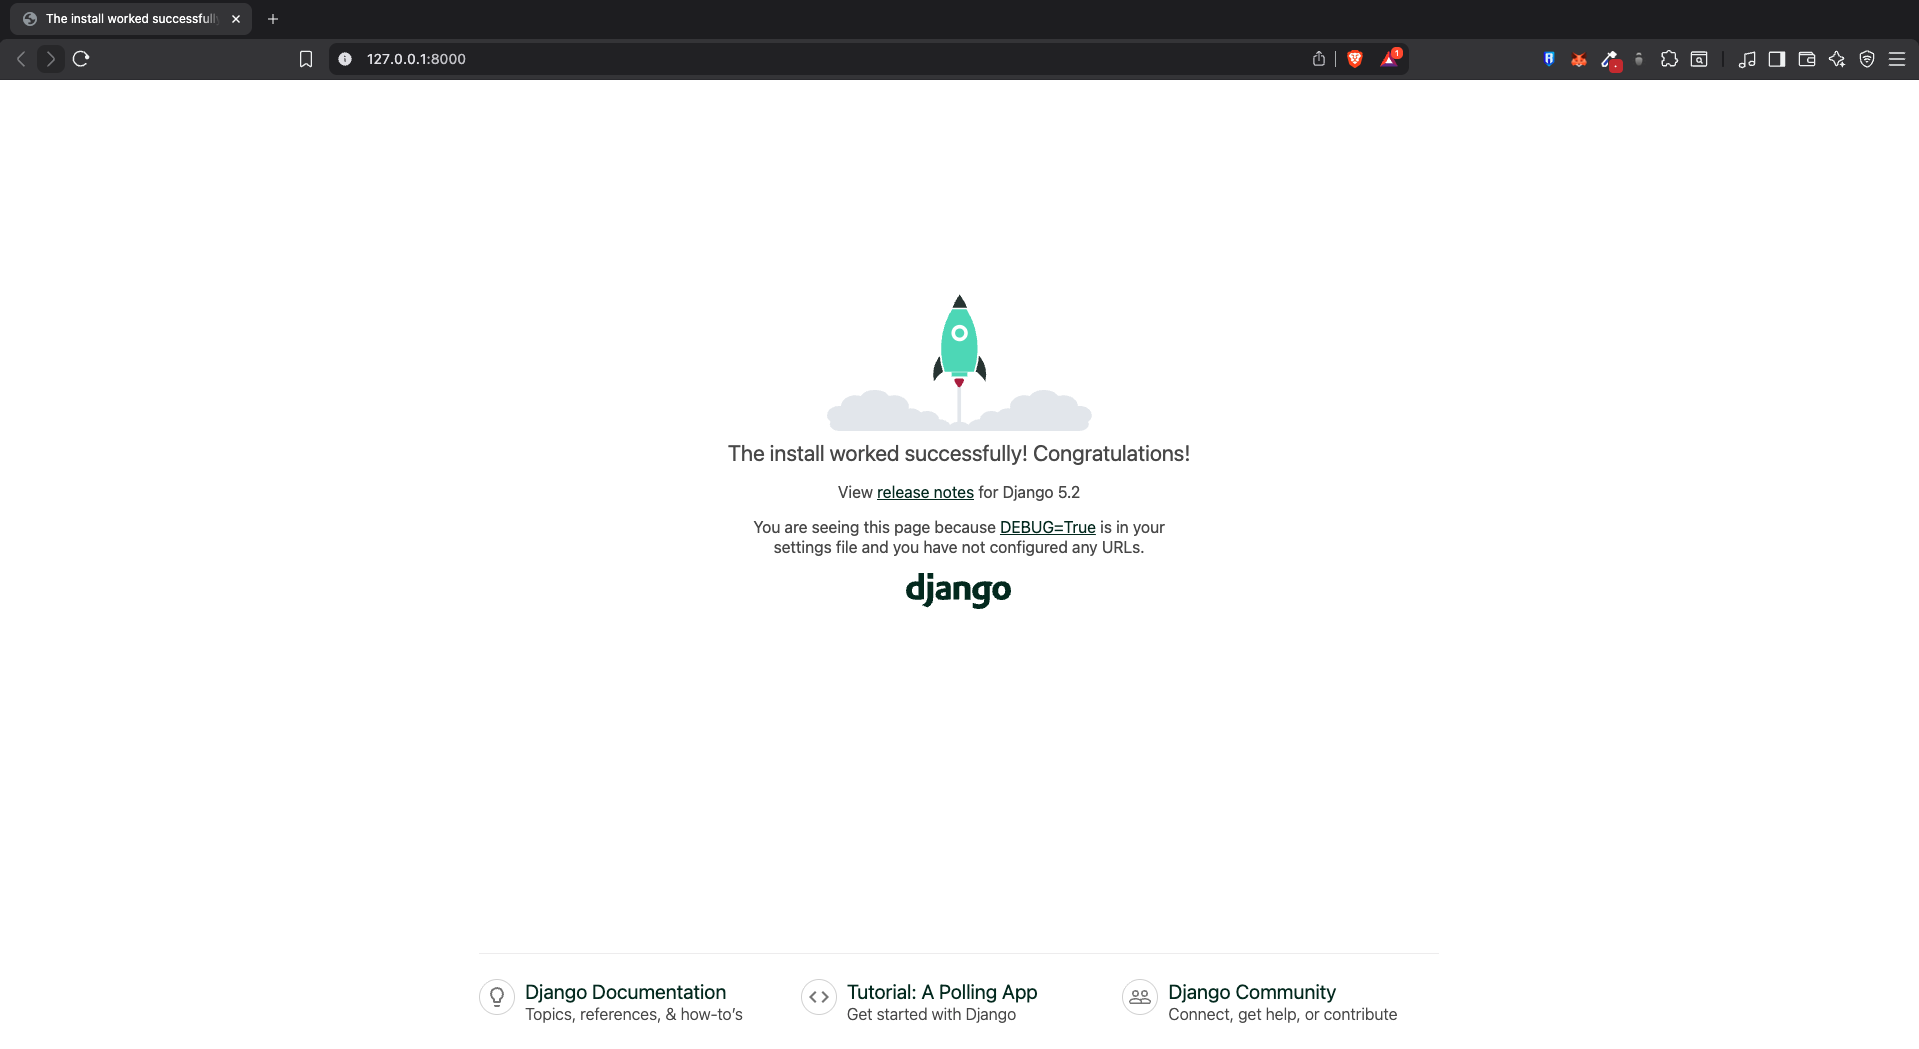 The install worked successfull
127.0.0.1:8000
1
The install worked successfully! Congratulations!
View release notes for Django 5.2
You are seeing this page because DEBUG=True is in your
settings file and you have not configured any URLs.
django
Django Documentation
Topics, references, & how-to’s
Tutorial: A Polling App
Get started with Django
Django Community
Connect, get help, or contribute